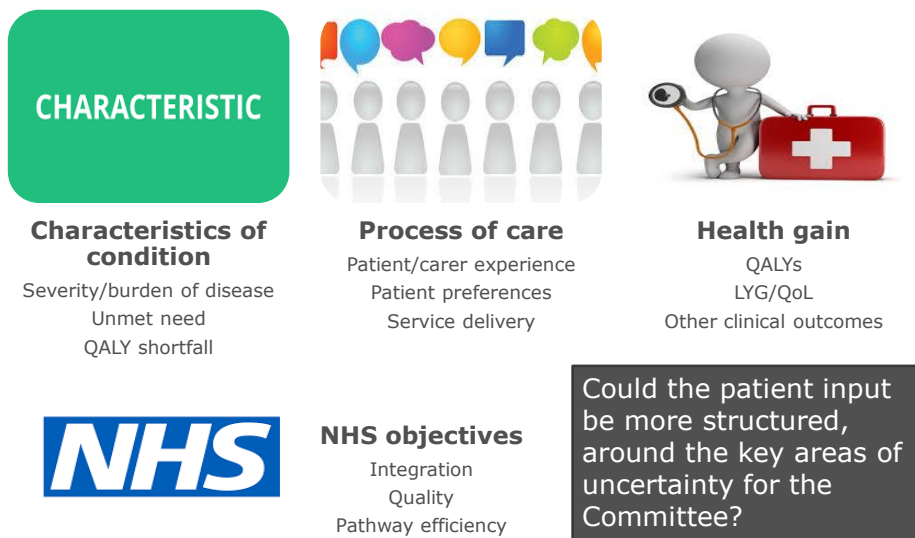 CHARACTERISTIC
Characteristics of
condition
Severity/burden of disease
Unmet need
QALY shortfall
Process of care
Patient/carer experience
Patient preferences
Service delivery
Health gain
QALYs
LYG/QoL
Other clinical outcomes
NHS
NHS objectives
Integration
Quality
Pathway efficiency
Could the patient input
be more structured,
around the key areas of
uncertainty for the
Committee?